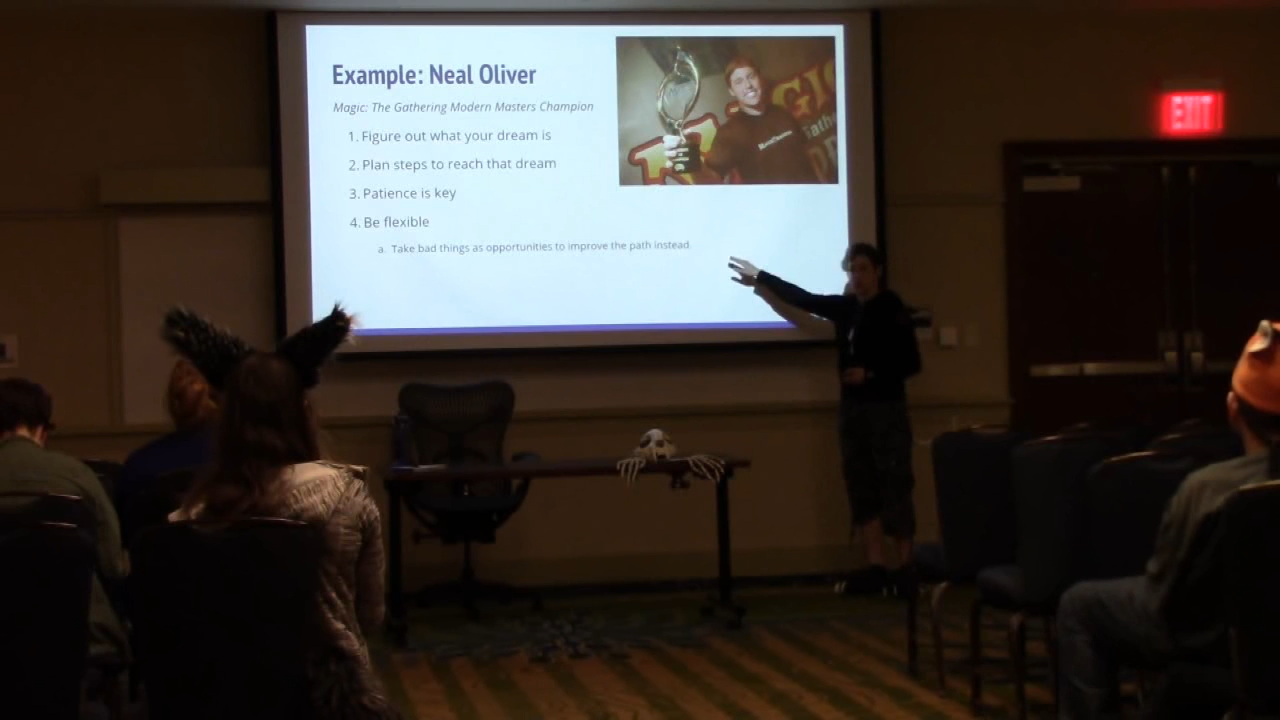 Example: Neal Oliver
Magic: The Gathering Modern Masters Champion
1. Figure out what your dream is
2. Plan steps to reach that dream
3. Patience is key
4. Be flexible
a. Take bad things as opportunities to improve the path instead.
EXIT